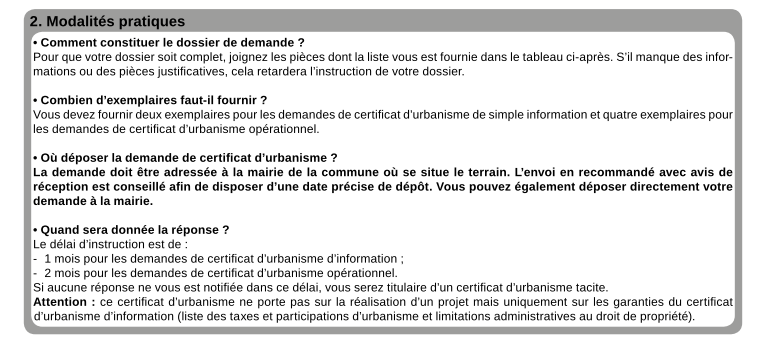 2. Modalités pratiques
• Comment constituer le dossier de demande ?
Pour que votre dossier soit complet, joignez les pièces dont la liste vous est fournie dans le tableau ci-après. S’il manque des infor-
mations ou des pièces justificatives, cela retardera l’instruction de votre dossier.
• Combien d’exemplaires faut-il fournir ?
Vous devez fournir deux exemplaires pour les demandes de certificat d’urbanisme de simple information et quatre exemplaires pour
les demandes de certificat d’urbanisme opérationnel.
• Où déposer la demande de certificat d’urbanisme ?
La demande doit être adressée à la mairie de la commune où se situe le terrain. L’envoi en recommandé avec avis de
réception est conseillé afin de disposer d’une date précise de dépôt. Vous pouvez également déposer directement votre
demande à la mairie.
• Quand sera donnée la réponse ?
Le délai d’instruction est de :
- 1 mois pour les demandes de certificat d’urbanisme d’information ;
- 2 mois pour les demandes de certificat d’urbanisme opérationnel.
Si aucune réponse ne vous est notifiée dans ce délai, vous serez titulaire d’un certificat d’urbanisme tacite.
Attention : ce certificat d’urbanisme ne porte pas sur la réalisation d’un projet mais uniquement sur les garanties du certificat
d’urbanisme d’information (liste des taxes et participations d’urbanisme et limitations administratives au droit de propriété).